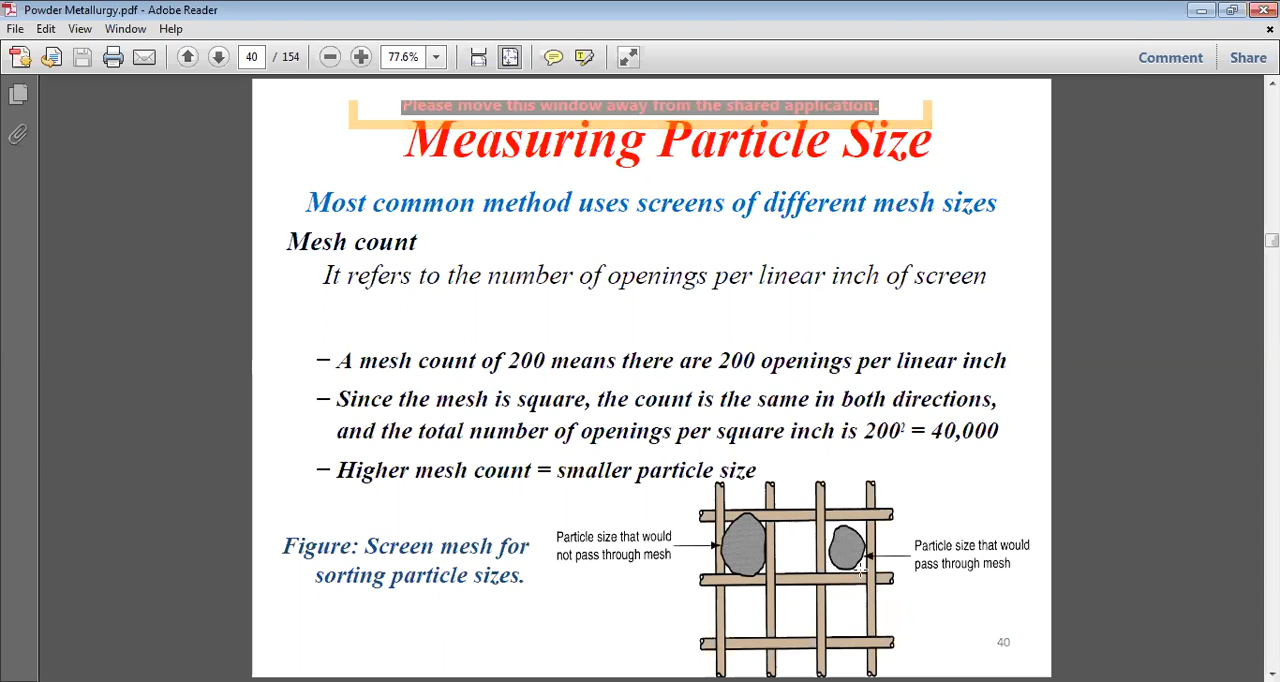 Powder Metallurgy.pdf - Adobe Reader
File Edit View Window Help
40 / 154 77.6% Comment Share
Please move this window away from the shared application.
Measuring Particle Size
Most common method uses screens of different mesh sizes
Mesh count
It refers to the number of openings per linear inch of screen
– A mesh count of 200 means there are 200 openings per linear inch
– Since the mesh is square, the count is the same in both directions,
and the total number of openings per square inch is 200² = 40,000
– Higher mesh count = smaller particle size
Particle size that would
not pass through mesh
Particle size that would
pass through mesh
Figure: Screen mesh for
sorting particle sizes.
40